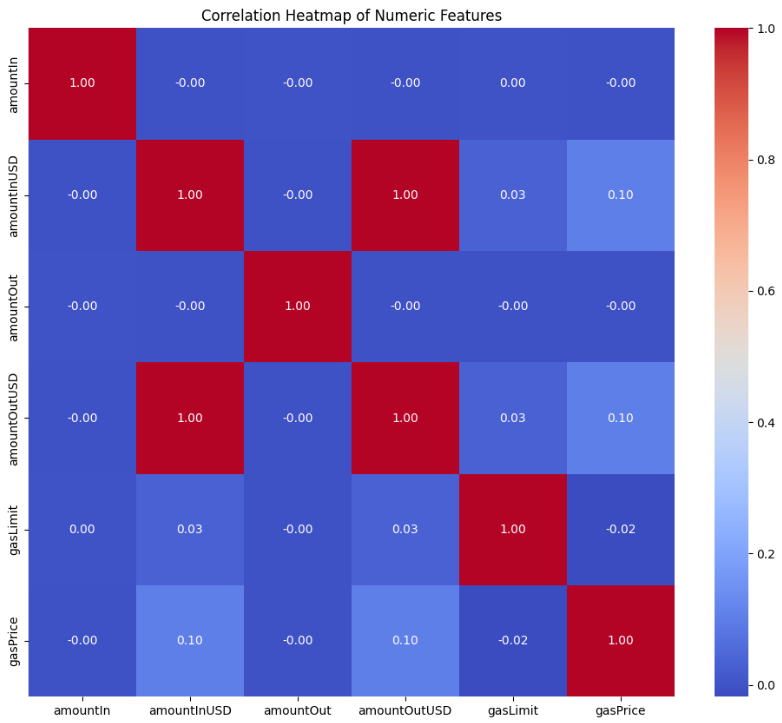 Correlation Heatmap of Numeric Features
amountIn 1.00 -0.00 -0.00 -0.00 0.00 -0.00
amountInUSD -0.00 1.00 -0.00 1.00 0.03 0.10
amountOut -0.00 -0.00 1.00 -0.00 -0.00 -0.00
amountOutUSD -0.00 1.00 -0.00 1.00 0.03 0.10
gasLimit 0.00 0.03 -0.00 0.03 1.00 -0.02
gasPrice -0.00 0.10 -0.00 0.10 -0.02 1.00
amountIn amountInUSD amountOut amountOutUSD gasLimit gasPrice
1.0
0.8
0.6
0.4
0.2
0.0